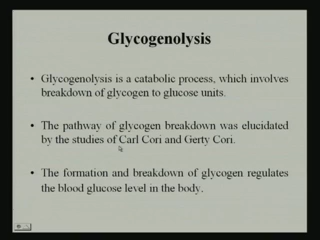 Glycogenolysis
• Glycogenolysis is a catabolic process, which involves
breakdown of glycogen to glucose units.
• The pathway of glycogen breakdown was elucidated
by the studies of Carl Cori and Gerty Cori.
• The formation and breakdown of glycogen regulates
the blood glucose level in the body.